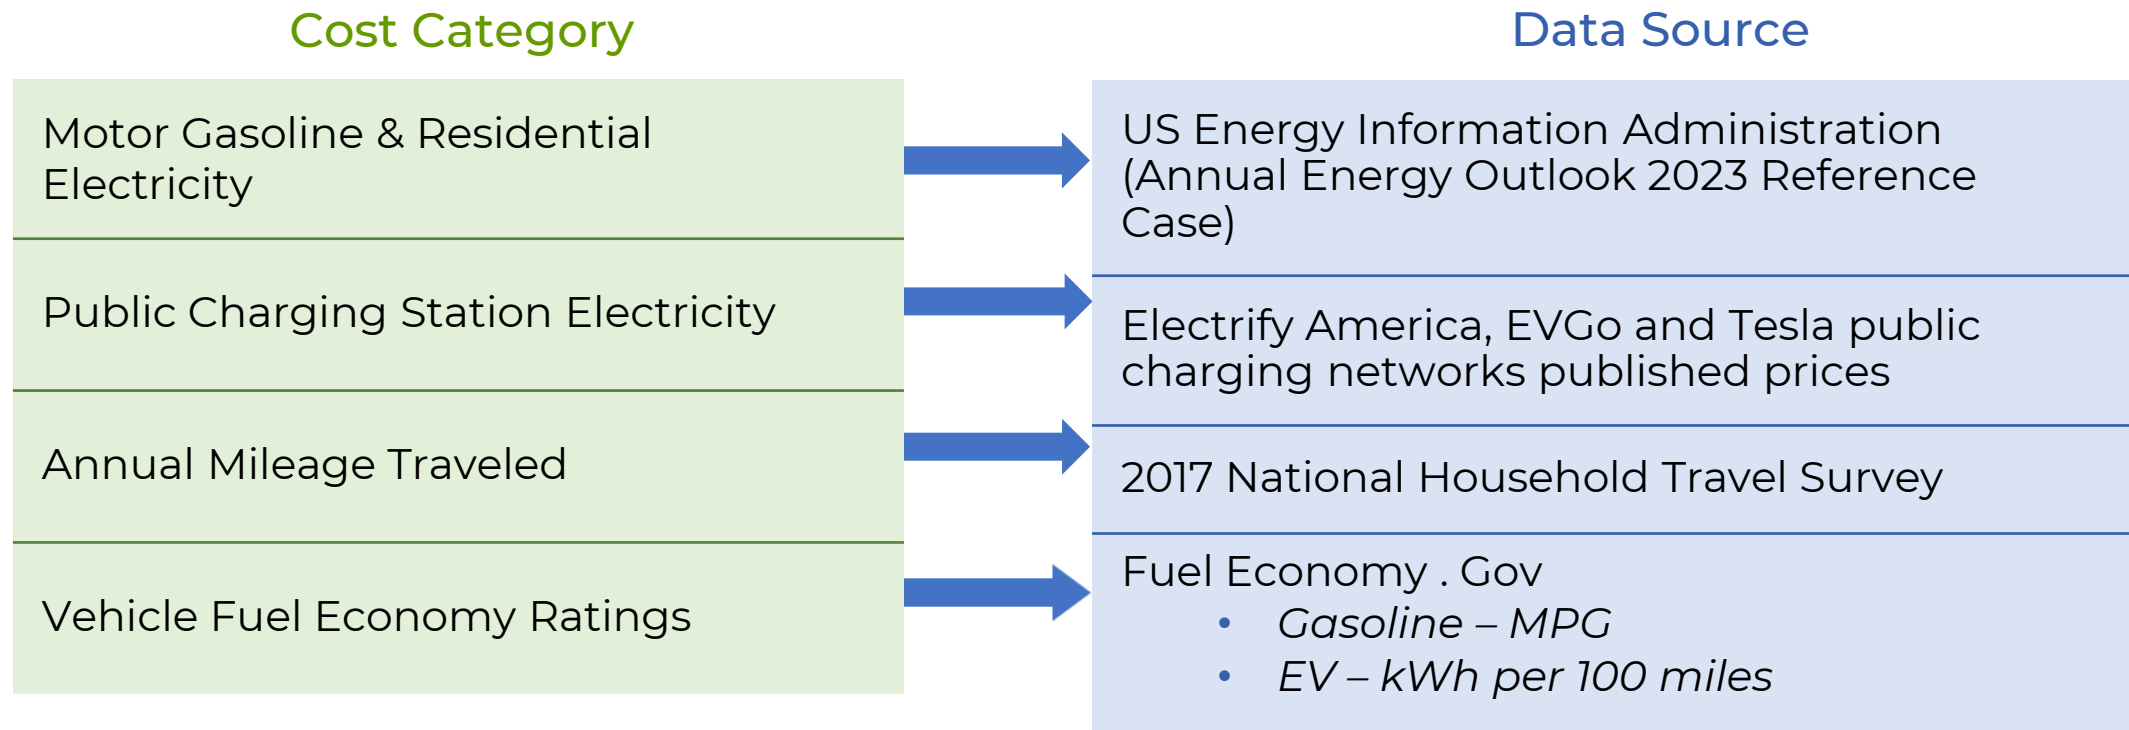 Cost Category
Data Source
Motor Gasoline & Residential
Electricity
US Energy Information Administration
(Annual Energy Outlook 2023 Reference
Case)
Public Charging Station Electricity
Electrify America, EVGo and Tesla public
charging networks published prices
Annual Mileage Traveled
2017 National Household Travel Survey
Vehicle Fuel Economy Ratings
Fuel Economy . Gov
• Gasoline – MPG
• EV – kWh per 100 miles